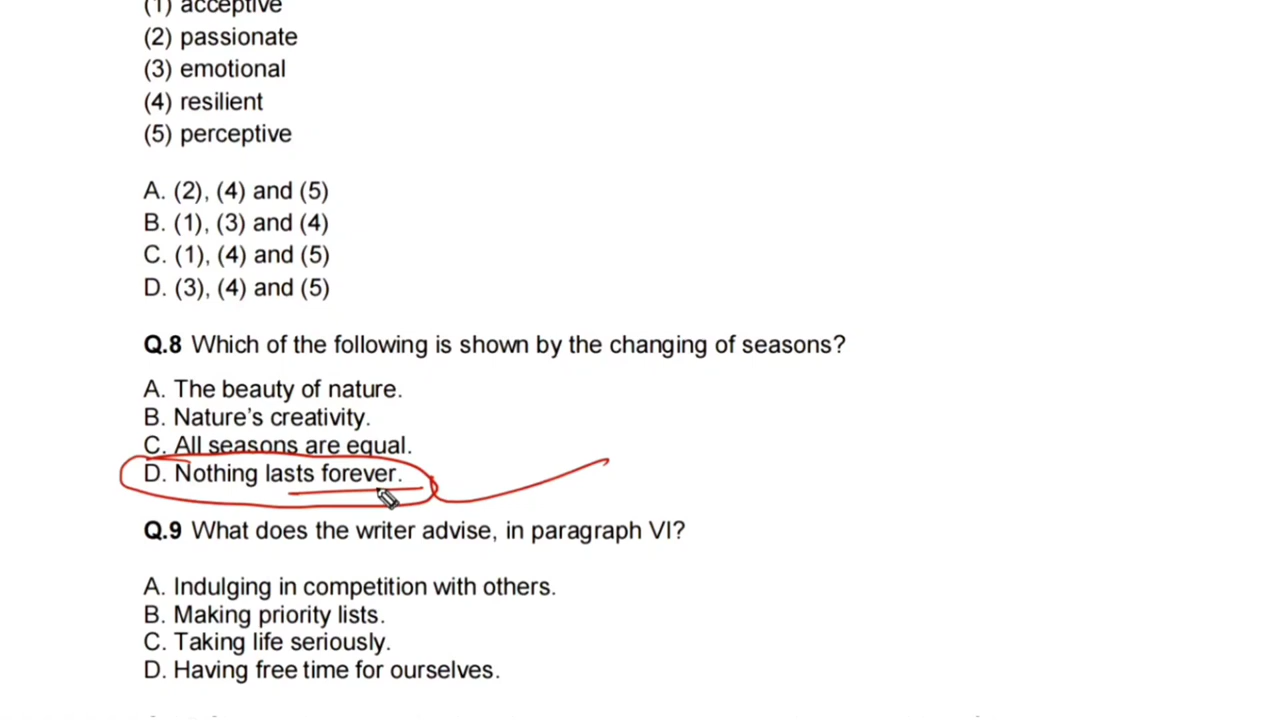 (1) acceptive
(2) passionate
(3) emotional
(4) resilient
(5) perceptive
A. (2), (4) and (5)
B. (1), (3) and (4)
C. (1), (4) and (5)
D. (3), (4) and (5)
Q.8 Which of the following is shown by the changing of seasons?
A. The beauty of nature.
B. Nature's creativity.
C. All seasons are equal.
D. Nothing lasts forever.
Q.9 What does the writer advise, in paragraph VI?
A. Indulging in competition with others.
B. Making priority lists.
C. Taking life seriously.
D. Having free time for ourselves.